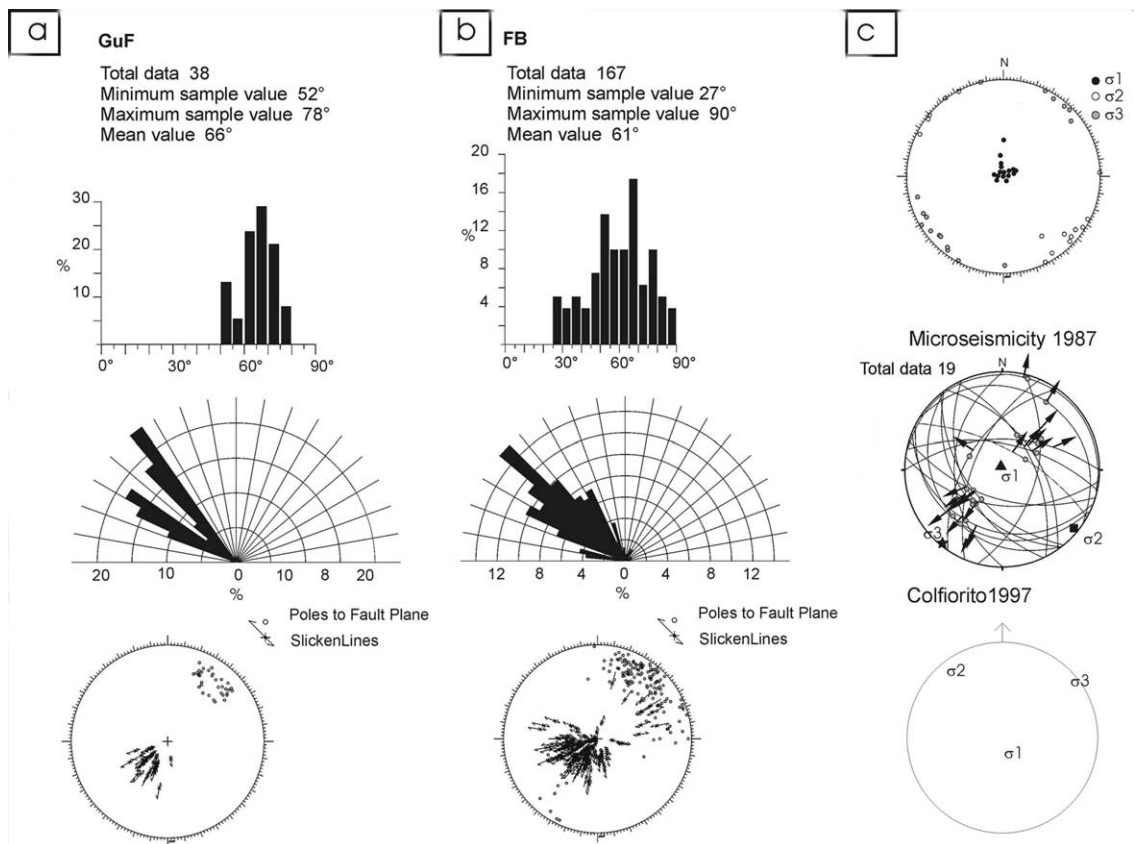 a
GuF
Total data 38
Minimum sample value 52°
Maximum sample value 78°
Mean value 66°
30
20
%
10
0° 30° 60° 90°
20 10 0 10 20
%
Poles to Fault Plane
SlickenLines
b
FB
Total data 167
Minimum sample value 27°
Maximum sample value 90°
Mean value 61°
20
16
12
%
8
4
0° 30° 60° 90°
12 8 4 0 4 8 12
%
Poles to Fault Plane
SlickenLines
c
N
σ1
σ2
σ3
Microseismicity 1987
Total data 19
N
σ1
σ2
σ3
Colfiorito1997
σ2
σ3
σ1